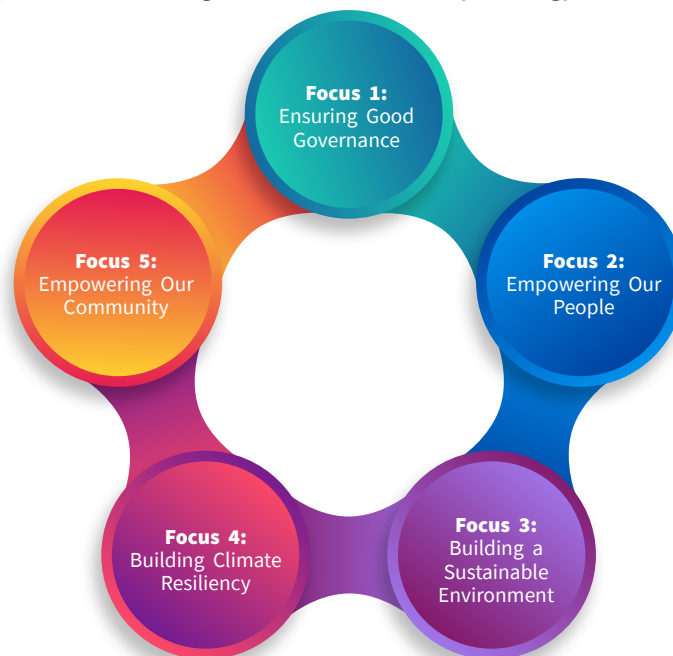 Focus 1:
Ensuring Good
Governance
Focus 2:
Empowering Our
People
Focus 3:
Building a
Sustainable
Environment
Focus 4:
Building Climate
Resiliency
Focus 5:
Empowering Our
Community